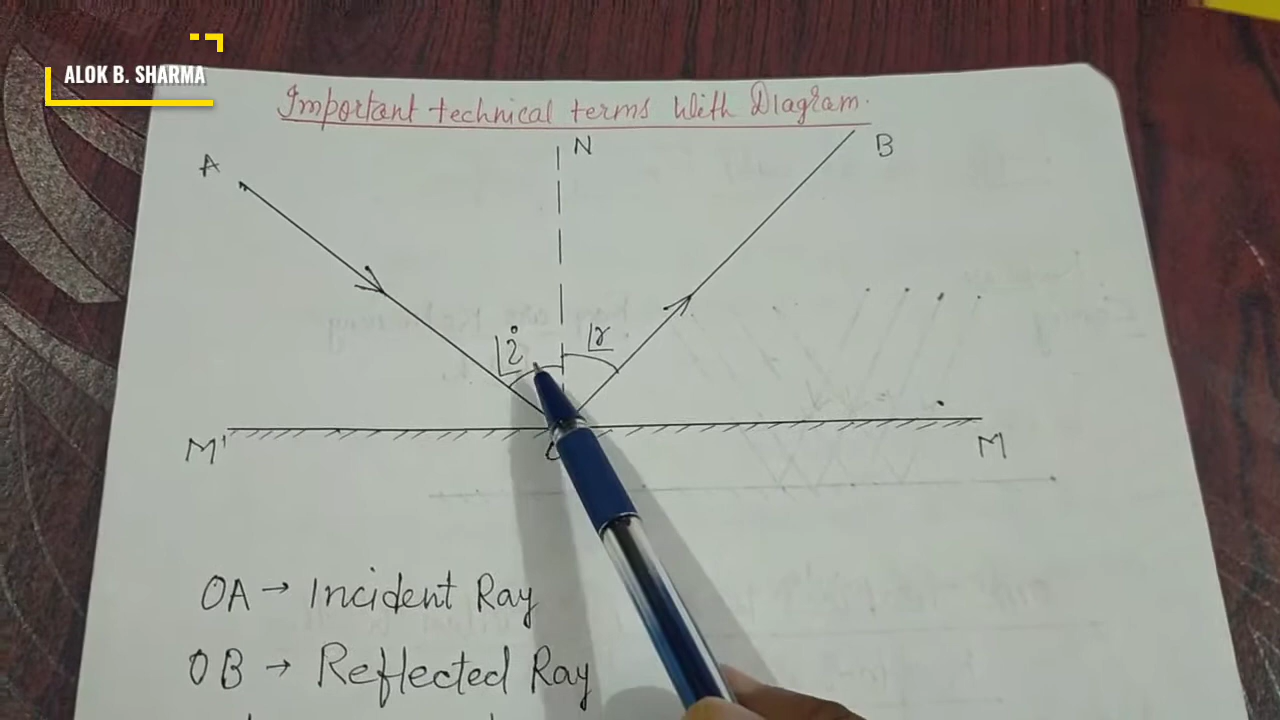 ALOK B. SHARMA
Important technical terms With Diagram.
A
N
B
∠i
∠r
M'
M
OA → Incident Ray
OB → Reflected Ray